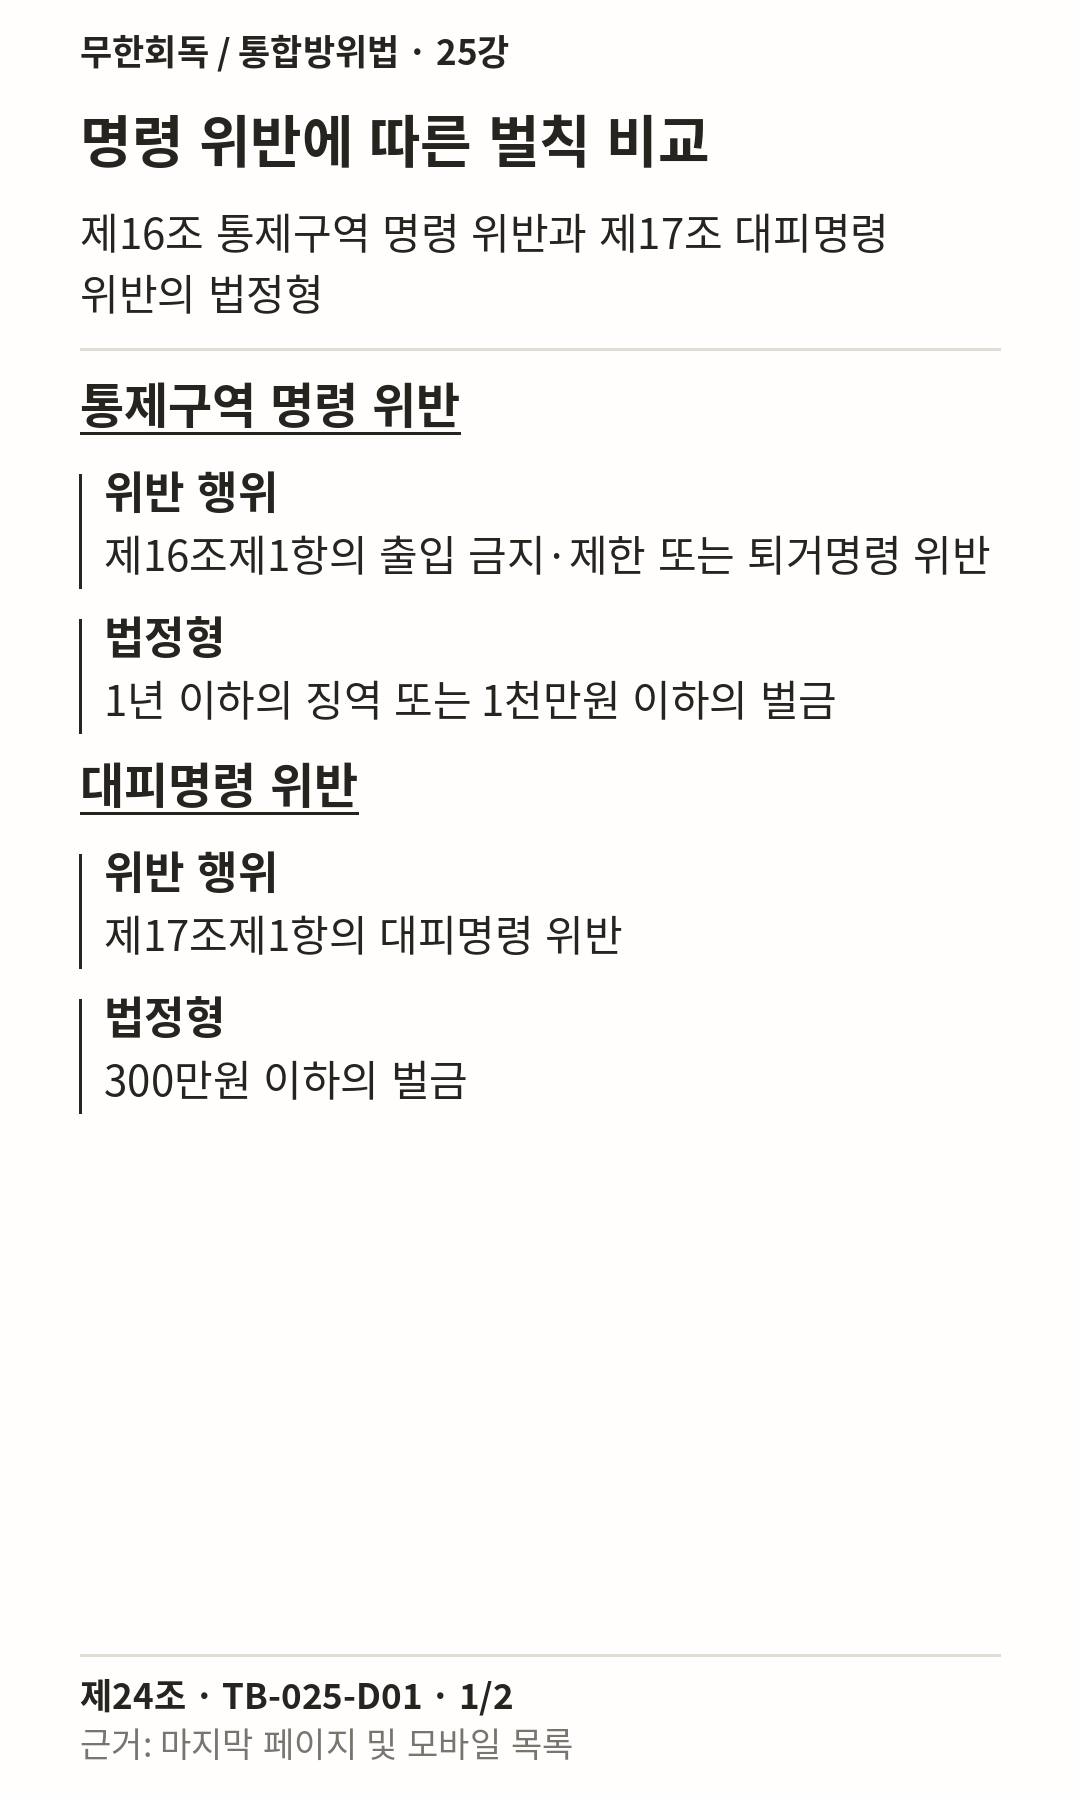 무한회독 / 통합방위법 · 25강
명령 위반에 따른 벌칙 비교
제16조 통제구역 명령 위반과 제17조 대피명령
위반의 법정형
통제구역 명령 위반
위반 행위
제16조제1항의 출입 금지·제한 또는 퇴거명령 위반
법정형
1년 이하의 징역 또는 1천만원 이하의 벌금
대피명령 위반
위반 행위
제17조제1항의 대피명령 위반
법정형
300만원 이하의 벌금
제24조 · TB-025-D01 · 1/2
근거: 마지막 페이지 및 모바일 목록